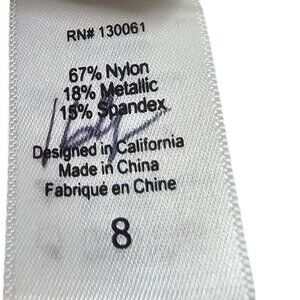 RN# 130061
67% Nylon
18% Metallic
15% Spandex
Designed in California
Made in China
Fabriqué en Chine
8